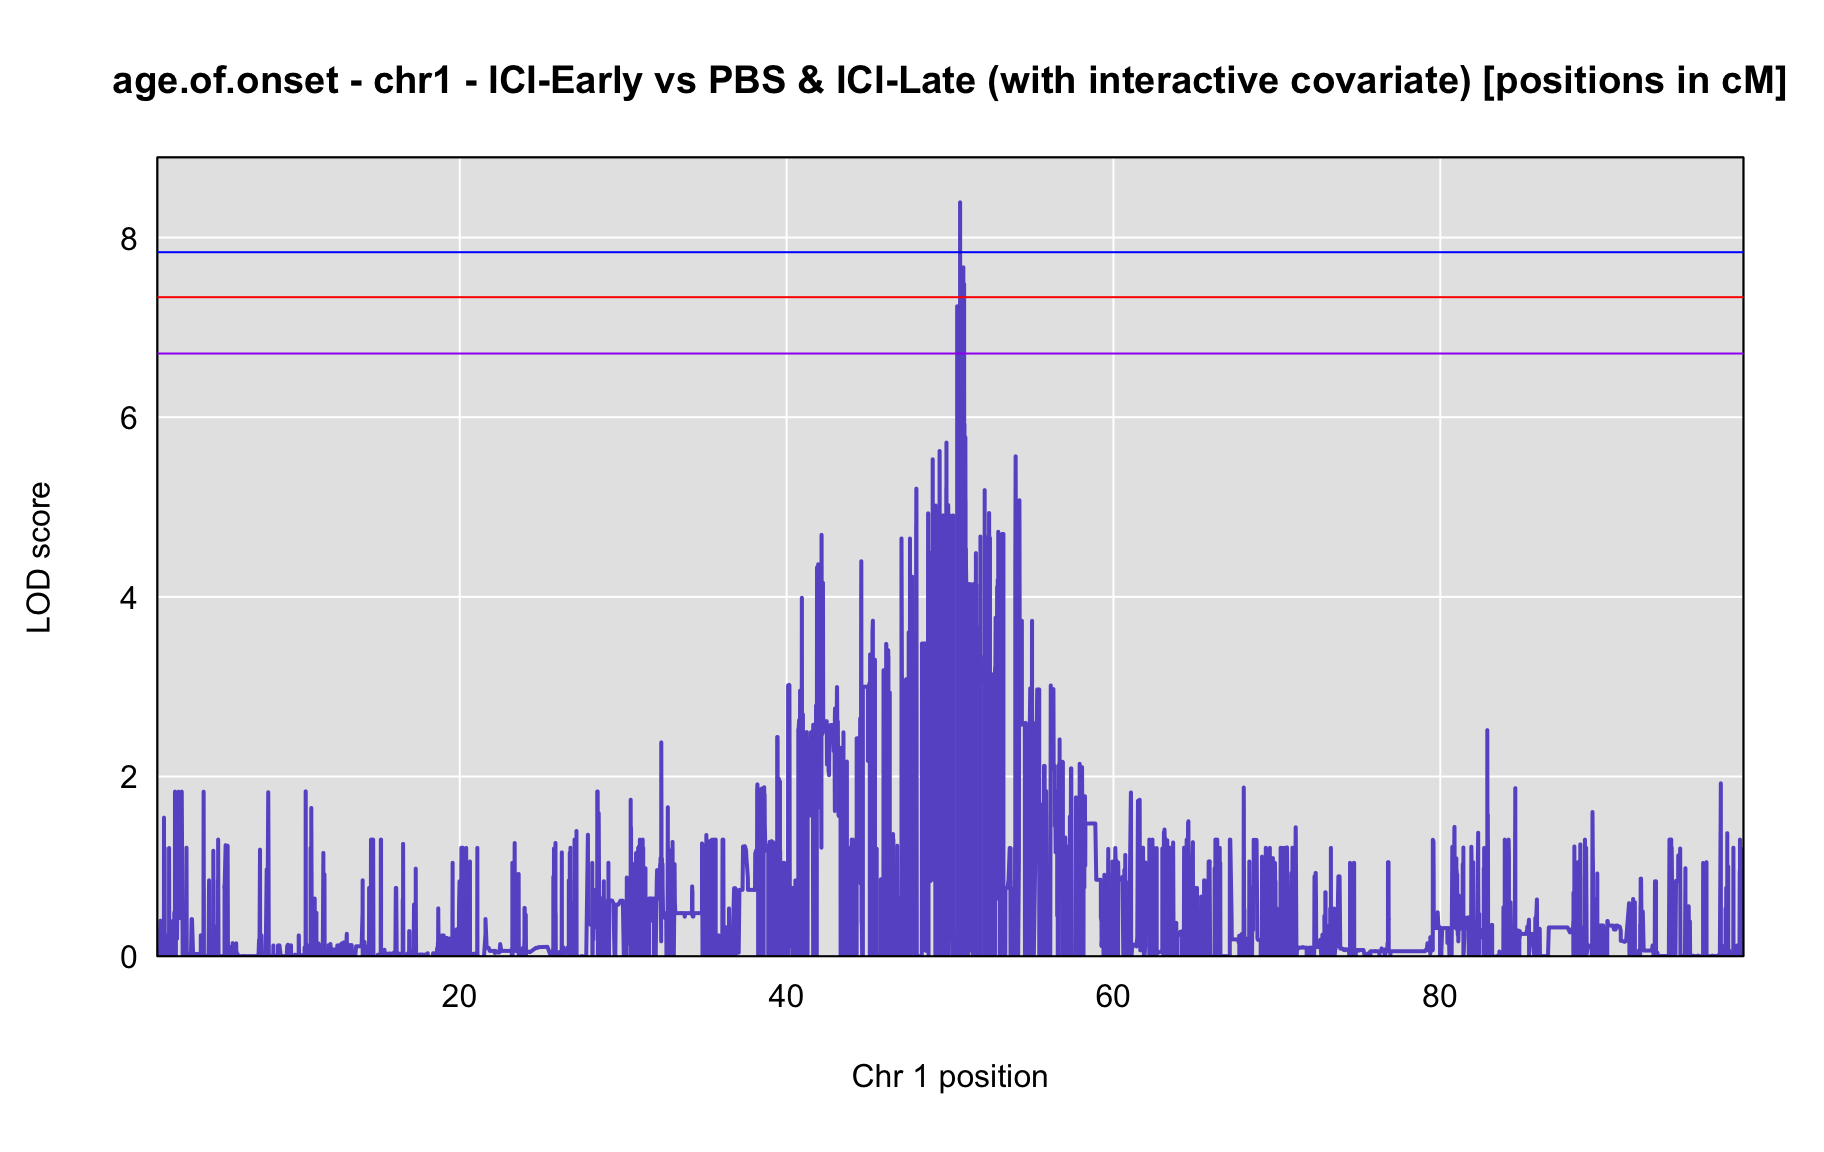 age.of.onset - chr1 - ICI-Early vs PBS & ICI-Late (with interactive covariate) [positions in cM]
8
6
4
2
0
LOD score
20 40 60 80
Chr 1 position